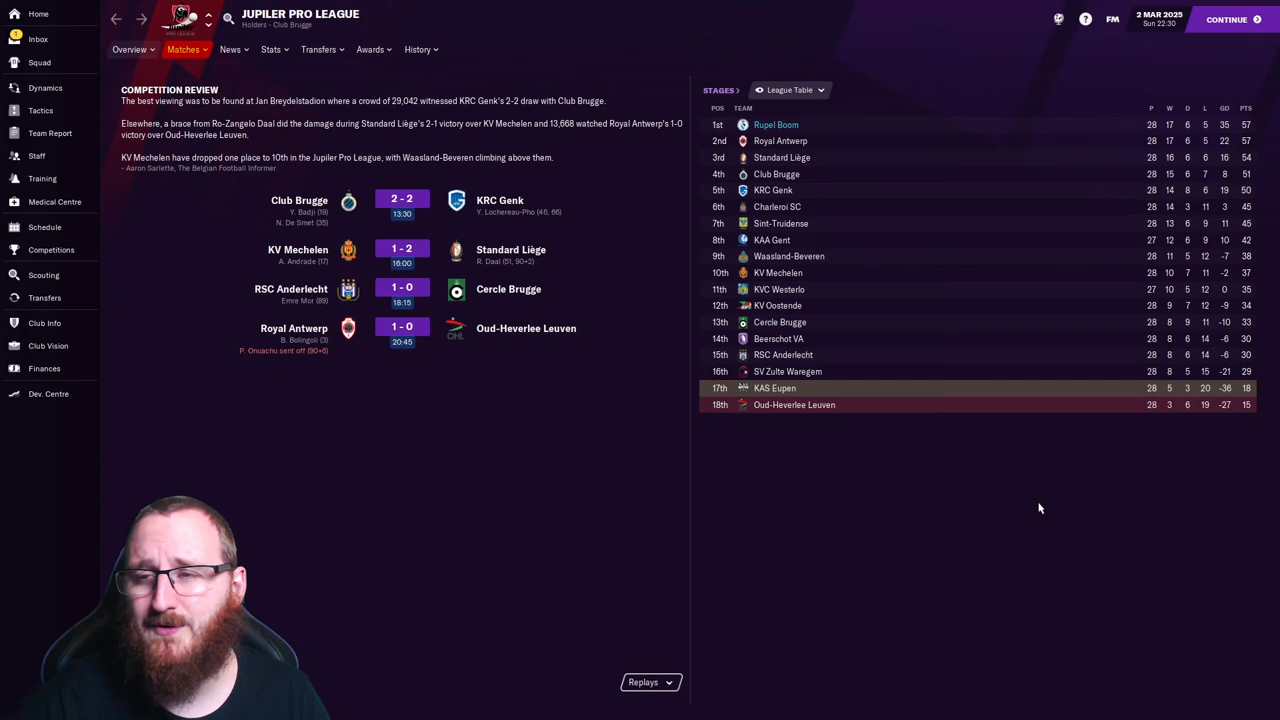 JUPILER PRO LEAGUE
Holders - Club Brugge
PRO LEAGUE
FM
2 MAR 2025
Sun 22:30
CONTINUE
Home
1
Inbox
Squad
Dynamics
Tactics
Team Report
Staff
Training
Medical Centre
Schedule
Competitions
Scouting
Transfers
Club Info
Club Vision
Finances
Dev. Centre
Overview Matches News Stats Transfers Awards History
COMPETITION REVIEW
The best viewing was to be found at Jan Breydelstadion where a crowd of 29,042 witnessed KRC Genk's 2-2 draw with Club Brugge.
Elsewhere, a brace from Ro-Zangelo Daal did the damage during Standard Liège's 2-1 victory over KV Mechelen and 13,668 watched Royal Antwerp's 1-0
victory over Oud-Heverlee Leuven.
KV Mechelen have dropped one place to 10th in the Jupiler Pro League, with Waasland-Beveren climbing above them.
- Aaron Sarlette, The Belgian Football Informer
Club Brugge 2 - 2 KRC Genk
Y. Badji (19) 13:30 Y. Lochereau-Pho (46, 66)
N. De Smet (35)
KV Mechelen 1 - 2 Standard Liège
A. Andrade (17) 16:00 R. Daal (51, 90+2)
RSC Anderlecht 1 - 0 Cercle Brugge
Emre Mor (89) 18:15
Royal Antwerp 1 - 0 OHL Oud-Heverlee Leuven
B. Bolingoli (3) 20:45
P. Onuachu sent off (90+6)
Replays
STAGES > League Table
POS TEAM P W D L GD PTS
1st Rupel Boom 28 17 6 5 35 57
2nd Royal Antwerp 28 17 6 5 22 57
3rd Standard Liège 28 16 6 6 16 54
4th Club Brugge 28 15 6 7 8 51
5th KRC Genk 28 14 8 6 19 50
6th Charleroi SC 28 14 3 11 3 45
7th Sint-Truidense 28 13 6 9 11 45
8th KAA Gent 27 12 6 9 10 42
9th Waasland-Beveren 28 11 5 12 -7 38
10th KV Mechelen 28 10 7 11 -2 37
11th KVC Westerlo 27 10 5 12 0 35
12th KV Oostende 28 9 7 12 -9 34
13th Cercle Brugge 28 8 9 11 -10 33
14th Beerschot VA 28 8 6 14 -6 30
15th RSC Anderlecht 28 8 6 14 -6 30
16th SV Zulte Waregem 28 8 5 15 -21 29
17th KAS Eupen 28 5 3 20 -36 18
18th Oud-Heverlee Leuven 28 3 6 19 -27 15